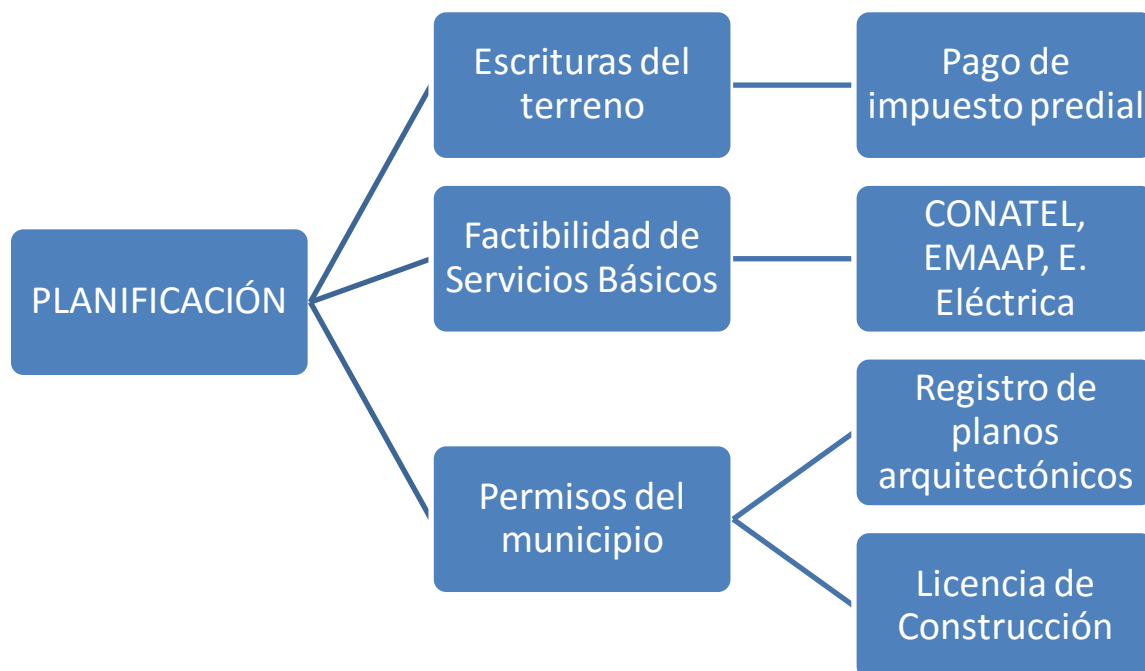 PLANIFICACIÓN
Escrituras del
terreno
Pago de
impuesto predial
Factibilidad de
Servicios Básicos
CONATEL,
EMAAP, E.
Eléctrica
Permisos del
municipio
Registro de
planos
arquitectónicos
Licencia de
Construcción